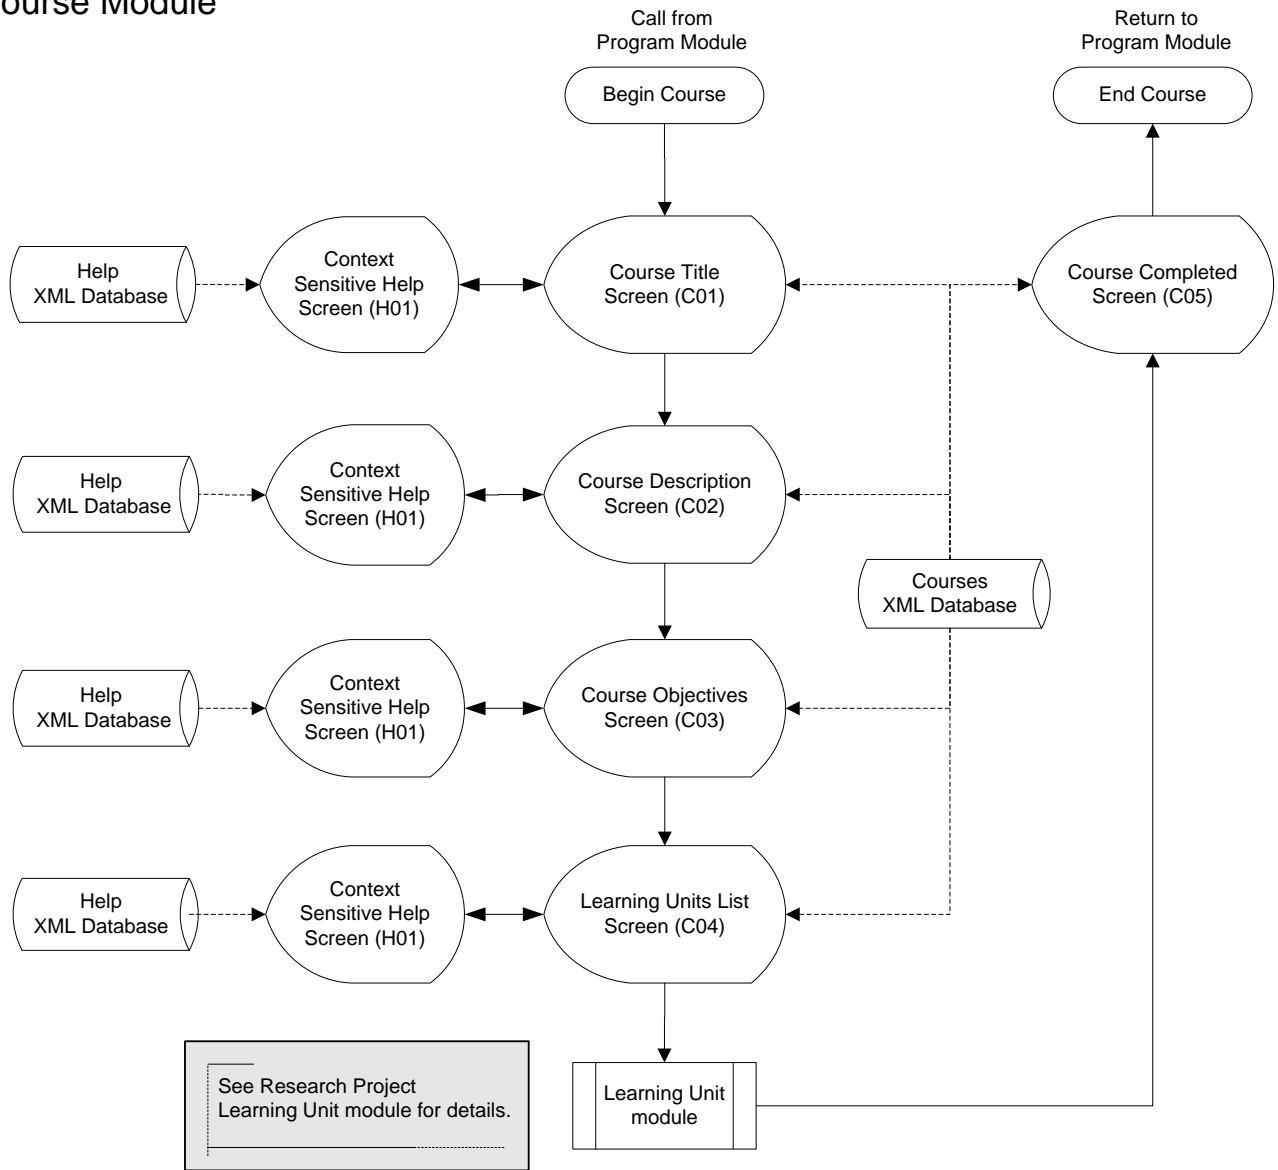 ourse Module
Call from
Program Module
Return to
Program Module
Begin Course
End Course
Help
XML Database
Context
Sensitive Help
Screen (H01)
Course Title
Screen (C01)
Course Completed
Screen (C05)
Help
XML Database
Context
Sensitive Help
Screen (H01)
Course Description
Screen (C02)
Courses
XML Database
Help
XML Database
Context
Sensitive Help
Screen (H01)
Course Objectives
Screen (C03)
Help
XML Database
Context
Sensitive Help
Screen (H01)
Learning Units List
Screen (C04)
See Research Project
Learning Unit module for details.
Learning Unit
module